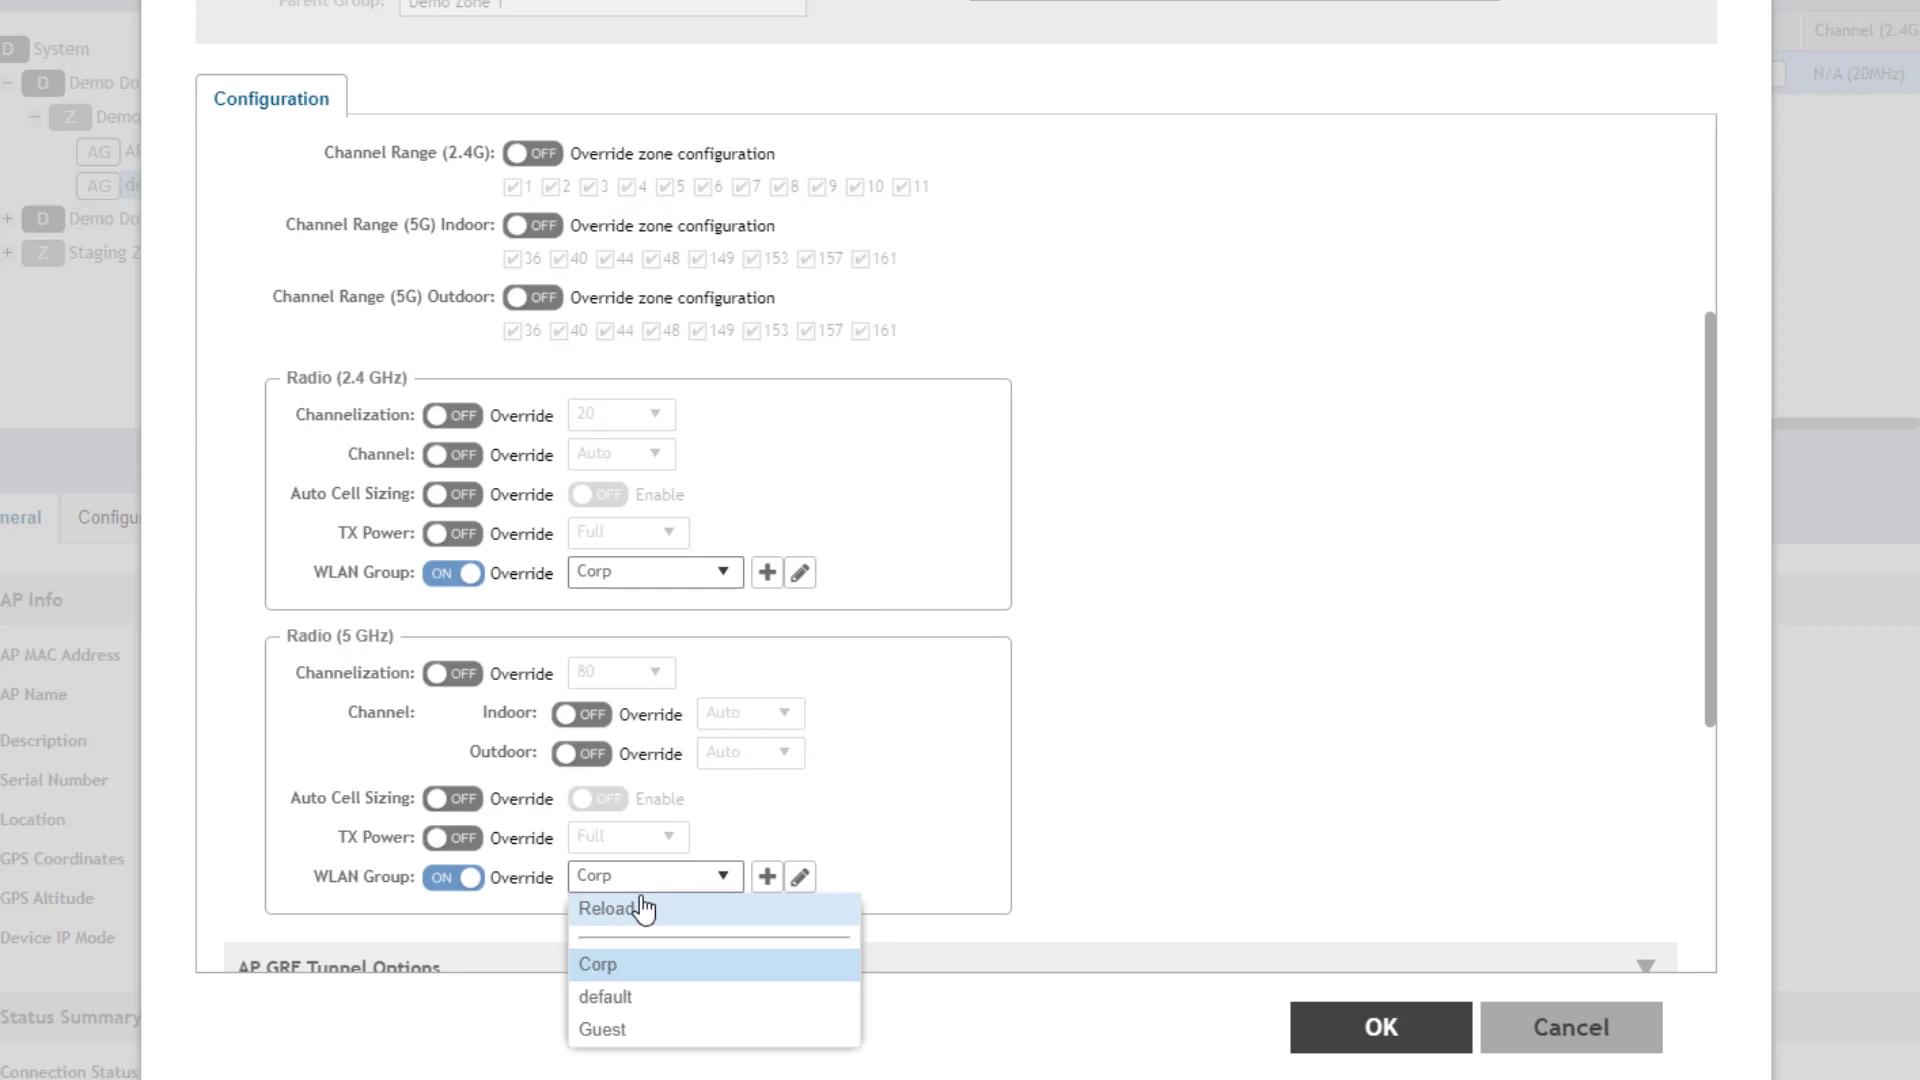 Parent Group: Demo Zone 1
Channel (2.4G
D System
N/A (20MHz)
− D Demo Do
− Z Demo
AG AP
AG de
+ D Demo Do
+ Z Staging Z
Configuration
Channel Range (2.4G): OFF Override zone configuration
1 2 3 4 5 6 7 8 9 10 11
Channel Range (5G) Indoor: OFF Override zone configuration
36 40 44 48 149 153 157 161
Channel Range (5G) Outdoor: OFF Override zone configuration
36 40 44 48 149 153 157 161
Radio (2.4 GHz)
Channelization: OFF Override 20
Channel: OFF Override Auto
Auto Cell Sizing: OFF Override OFF Enable
TX Power: OFF Override Full
WLAN Group: ON Override Corp
Radio (5 GHz)
Channelization: OFF Override 80
Channel: Indoor: OFF Override Auto
Outdoor: OFF Override Auto
Auto Cell Sizing: OFF Override OFF Enable
TX Power: OFF Override Full
WLAN Group: ON Override Corp
Reload
Corp
default
Guest
AP GRE Tunnel Options
OK Cancel
neral Configu
AP Info
AP MAC Address
AP Name
Description
Serial Number
Location
GPS Coordinates
GPS Altitude
Device IP Mode
Status Summary
Connection Status